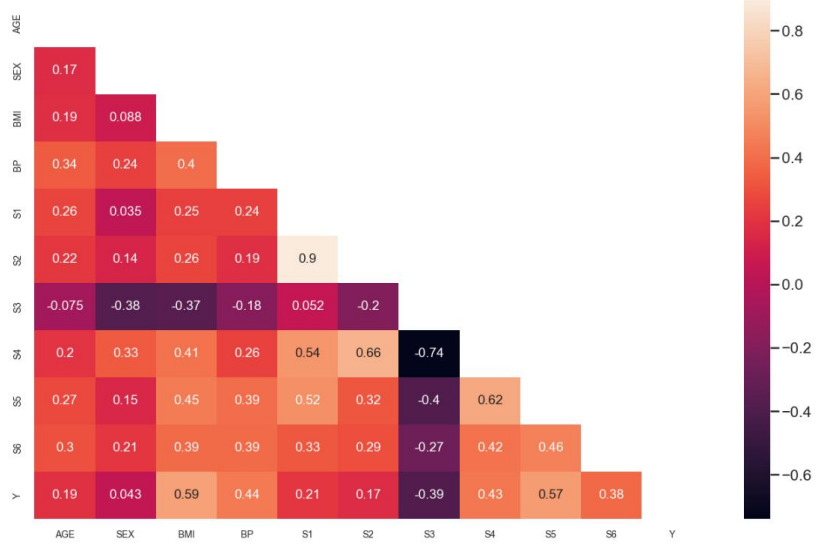 AGE
SEX 0.17
BMI 0.19 0.088
BP 0.34 0.24 0.4
S1 0.26 0.035 0.25 0.24
S2 0.22 0.14 0.26 0.19 0.9
S3 -0.075 -0.38 -0.37 -0.18 0.052 -0.2
S4 0.2 0.33 0.41 0.26 0.54 0.66 -0.74
S5 0.27 0.15 0.45 0.39 0.52 0.32 -0.4 0.62
S6 0.3 0.21 0.39 0.39 0.33 0.29 -0.27 0.42 0.46
Y 0.19 0.043 0.59 0.44 0.21 0.17 -0.39 0.43 0.57 0.38
AGE SEX BMI BP S1 S2 S3 S4 S5 S6 Y
0.8
0.6
0.4
0.2
0.0
−0.2
−0.4
−0.6